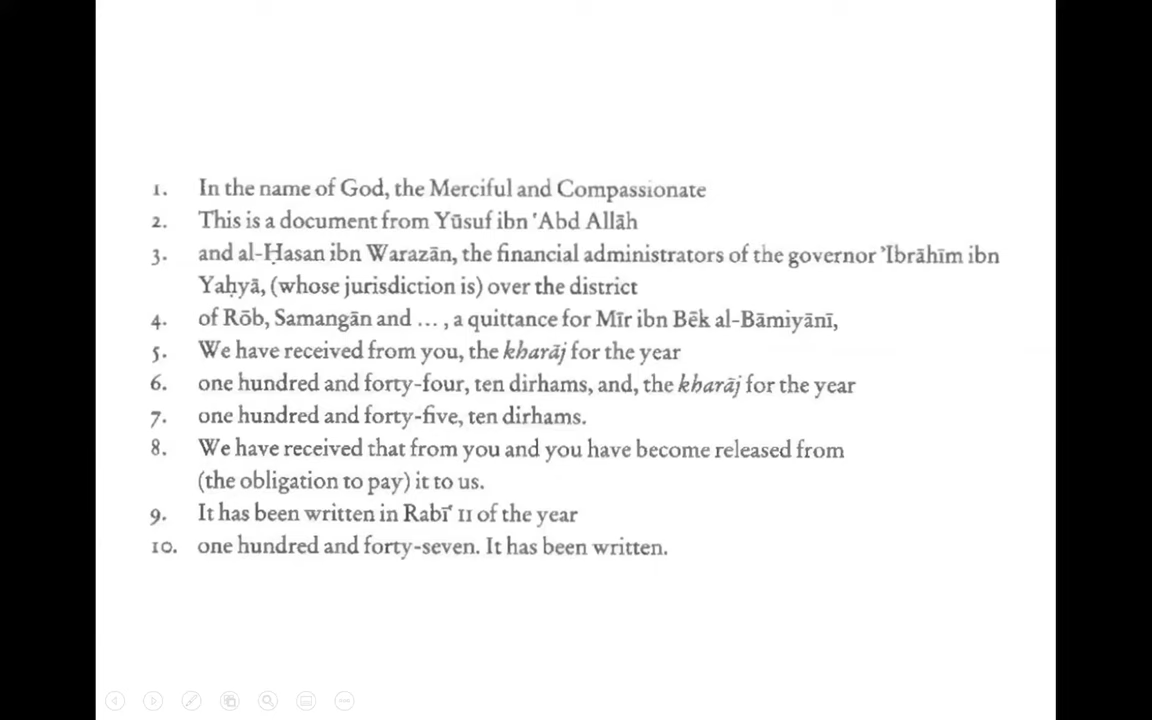 1. In the name of God, the Merciful and Compassionate
2. This is a document from Yūsuf ibn ʿAbd Allāh
3. and al-Ḥasan ibn Warazān, the financial administrators of the governor ʾIbrāhīm ibn
Yaḥyā, (whose jurisdiction is) over the district
4. of Rōb, Samangān and … , a quittance for Mīr ibn Bēk al-Bāmiyānī,
5. We have received from you, the kharāj for the year
6. one hundred and forty-four, ten dirhams, and, the kharāj for the year
7. one hundred and forty-five, ten dirhams.
8. We have received that from you and you have become released from
(the obligation to pay) it to us.
9. It has been written in Rabīʿ II of the year
10. one hundred and forty-seven. It has been written.